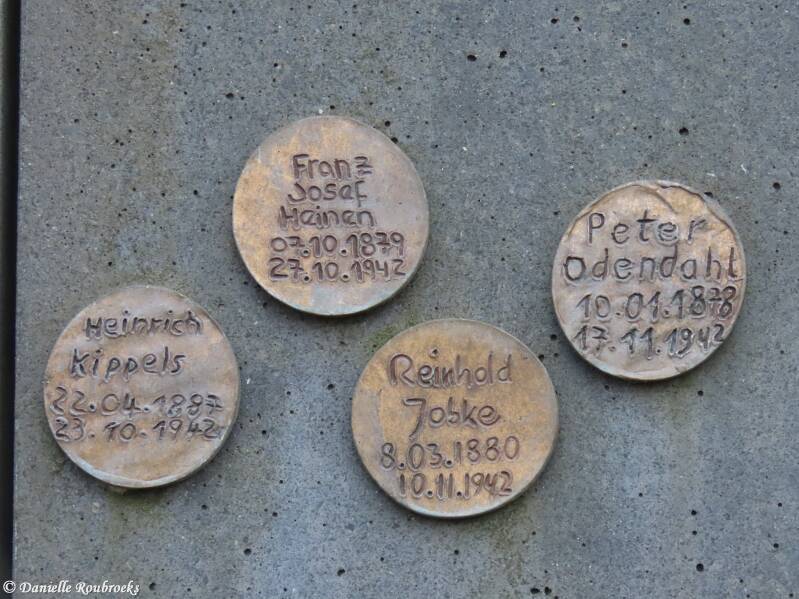 Franz
Josef
Heinen
07.10.1879
27.10.1942
Peter
Odendahl
10.01.1878
17.11.1942
Heinrich
Kippels
22.04.1887
23.10.1942
Reinhold
Jobke
8.03.1880
10.11.1942
© Danielle Roubroeks